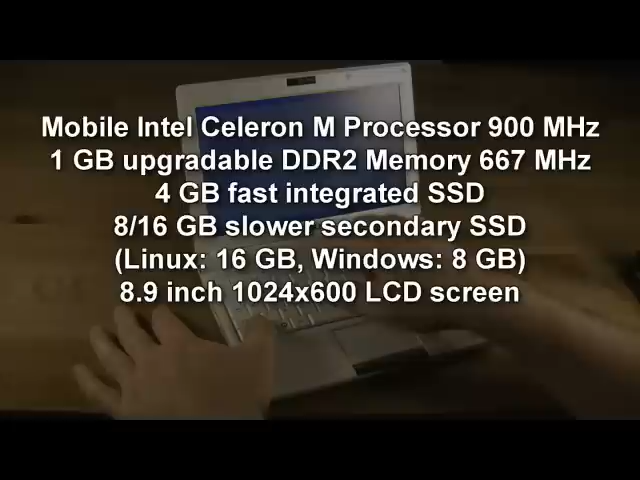 Mobile Intel Celeron M Processor 900 MHz
1 GB upgradable DDR2 Memory 667 MHz
4 GB fast integrated SSD
8/16 GB slower secondary SSD
(Linux: 16 GB, Windows: 8 GB)
8.9 inch 1024x600 LCD screen